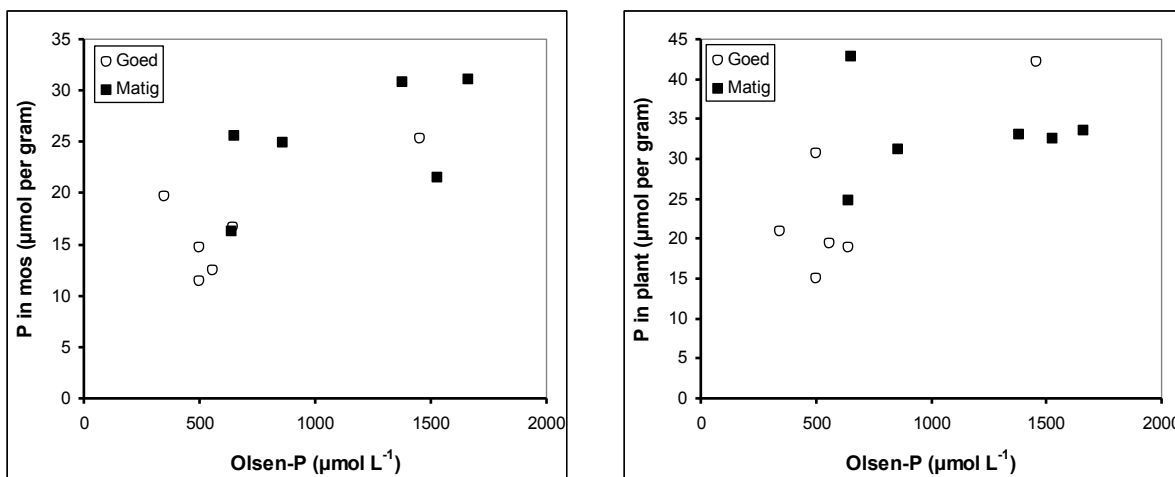 35
30
25
20
15
10
5
0
P in mos (µmol per gram)
Goed
Matig
0 500 1000 1500 2000
Olsen-P (µmol L⁻¹)
45
40
35
30
25
20
15
10
5
0
P in plant (µmol per gram)
Goed
Matig
0 500 1000 1500 2000
Olsen-P (µmol L⁻¹)